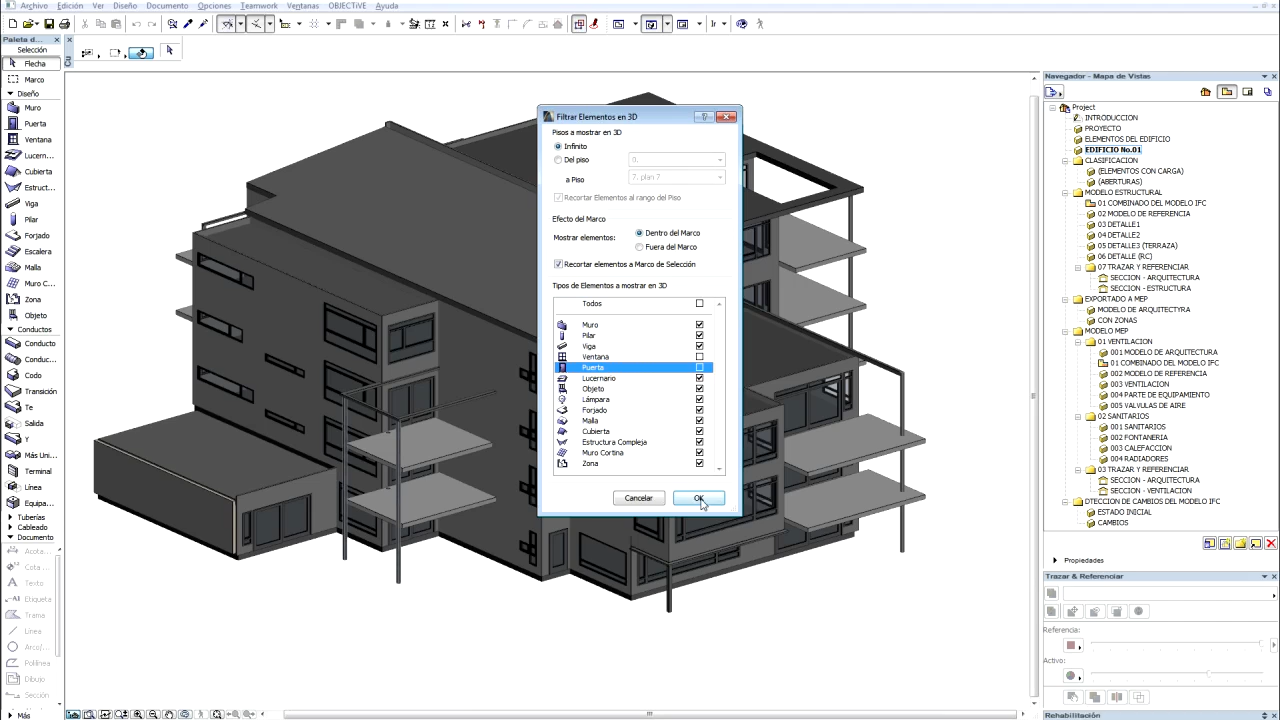 Archivo Edición Ver Diseño Documento Opciones Teamwork Ventanas OBJECTiVE Ayuda
Paleta d...
Selección
Flecha
Marco
Diseño
Muro
Puerta
Ventana
Lucern...
Cubierta
Estruct...
Viga
Pilar
Forjado
Escalera
Malla
Muro C...
Zona
Objeto
Conductos
Conducto
Conduc...
Codo
Transición
Te
Salida
Y
Más Uni...
Terminal
Línea
Equipa...
Tuberías
Cableado
Documento
Acota...
Cota ...
Texto
Etiqueta
Trama
Línea
Arco/...
Polilínea
Dibujo
Sección
Más
Filtrar Elementos en 3D
Pisos a mostrar en 3D
Infinito
Del piso
0.
a Piso
7. plan 7
Recortar Elementos al rango del Piso
Efecto del Marco
Mostrar elementos:
Dentro del Marco
Fuera del Marco
Recortar elementos a Marco de Selección
Tipos de Elementos a mostrar en 3D
Todos
Muro
Pilar
Viga
Ventana
Puerta
Lucernario
Objeto
Lámpara
Forjado
Malla
Cubierta
Estructura Compleja
Muro Cortina
Zona
Cancelar
OK
Navegador - Mapa de Vistas
Project
INTRODUCCION
PROYECTO
ELEMENTOS DEL EDIFICIO
EDIFICIO No.01
CLASIFICACION
(ELEMENTOS CON CARGA)
(ABERTURAS)
MODELO ESTRUCTURAL
01 COMBINADO DEL MODELO IFC
02 MODELO DE REFERENCIA
03 DETALLE1
04 DETALLE2
05 DETALLE3 (TERRAZA)
06 DETALLE (RC)
07 TRAZAR Y REFERENCIAR
SECCION - ARQUITECTURA
SECCION - ESTRUCTURA
EXPORTADO A MEP
MODELO ARQUITECTYRA
CON ZONAS
MODELO MEP
01 VENTILACION
001 MODELO DE ARQUITECTURA
01 COMBINADO DEL MODELO IFC
002 MODELO DE REFERENCIA
003 VENTILACION
004 PARTE DE EQUIPAMIENTO
005 VALVULAS DE AIRE
02 SANITARIOS
001 SANITARIOS
002 FONTANERIA
003 CALEFACCION
004 RADIADORES
03 TRAZAR Y REFERENCIAR
SECCION - ARQUITECTURA
SECCION - VENTILACION
DTECCION DE CAMBIOS DEL MODELO IFC
ESTADO INICIAL
CAMBIOS
Propiedades
Trazar & Referenciar
Referencia:
Activo:
Rehabilitación